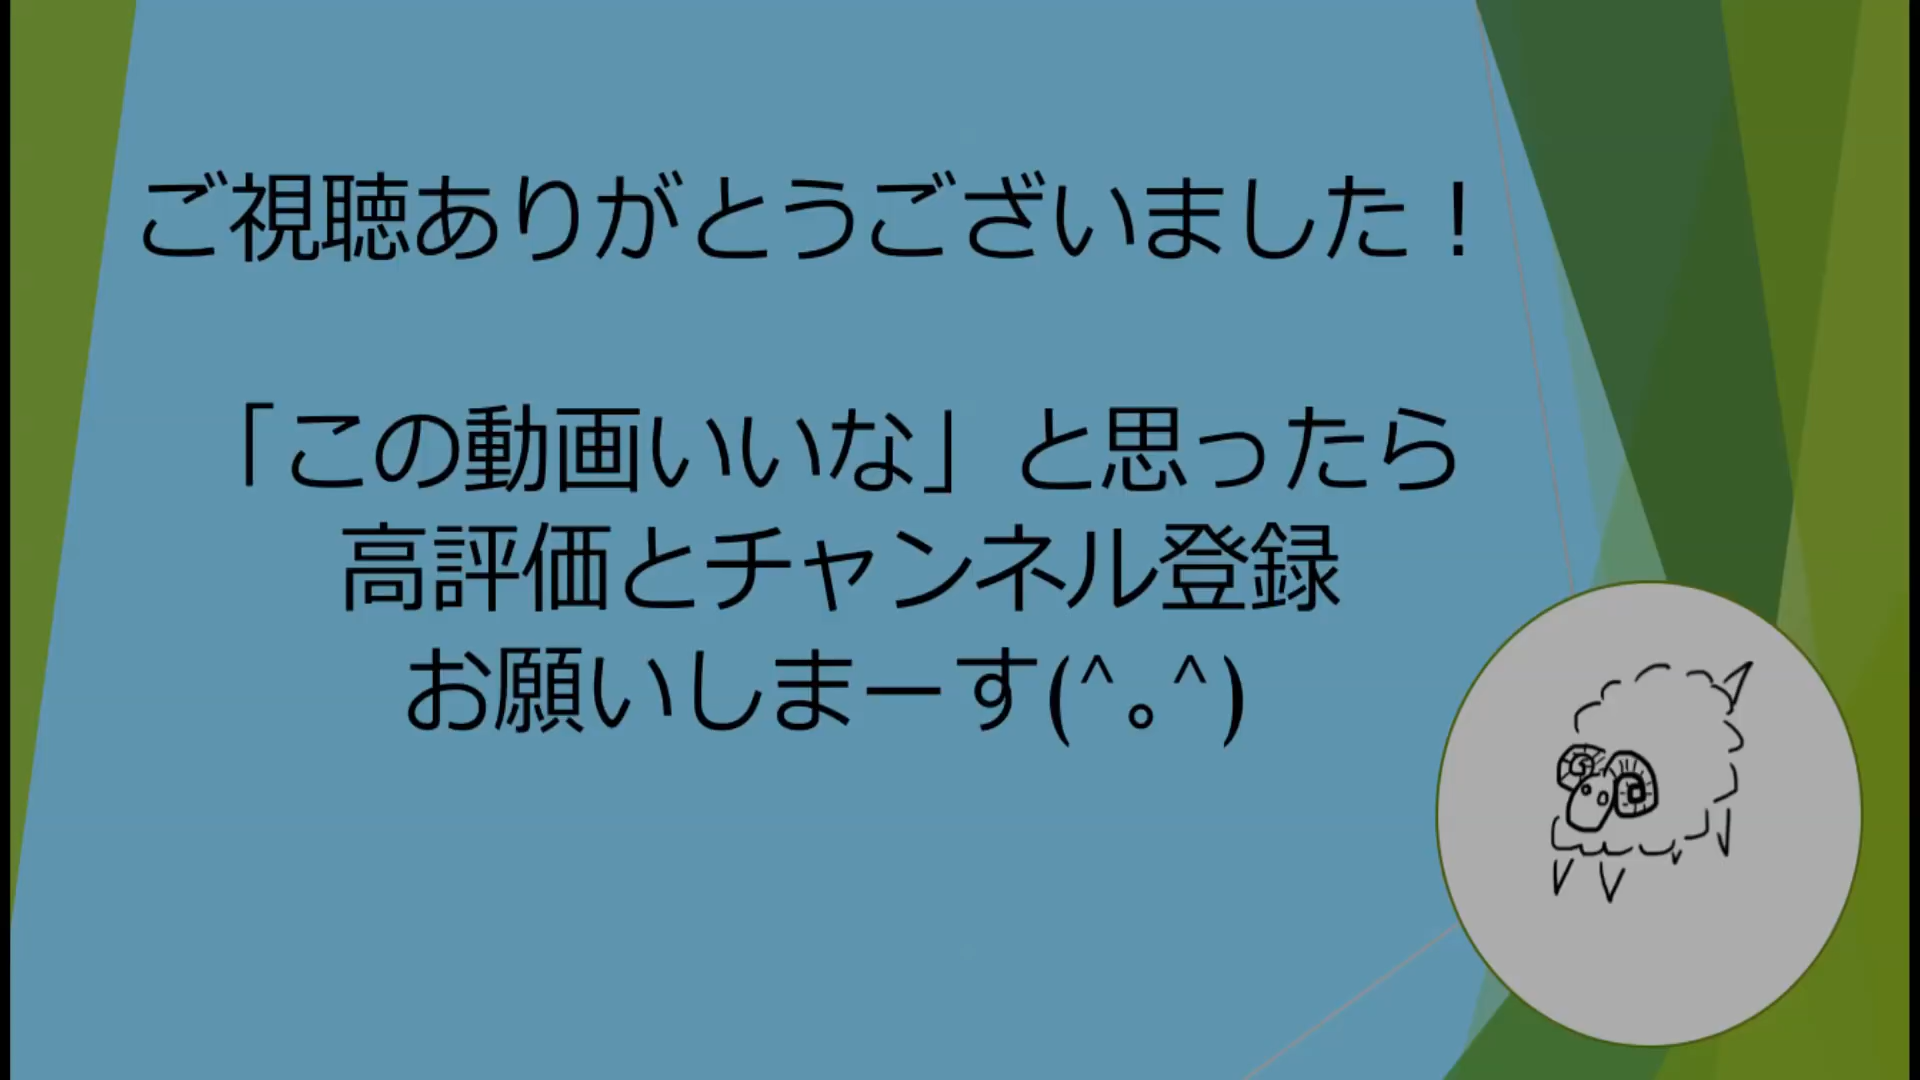 ご視聴ありがとうございました！
「この動画いいな」と思ったら
高評価とチャンネル登録
お願いしまーす(^。^)